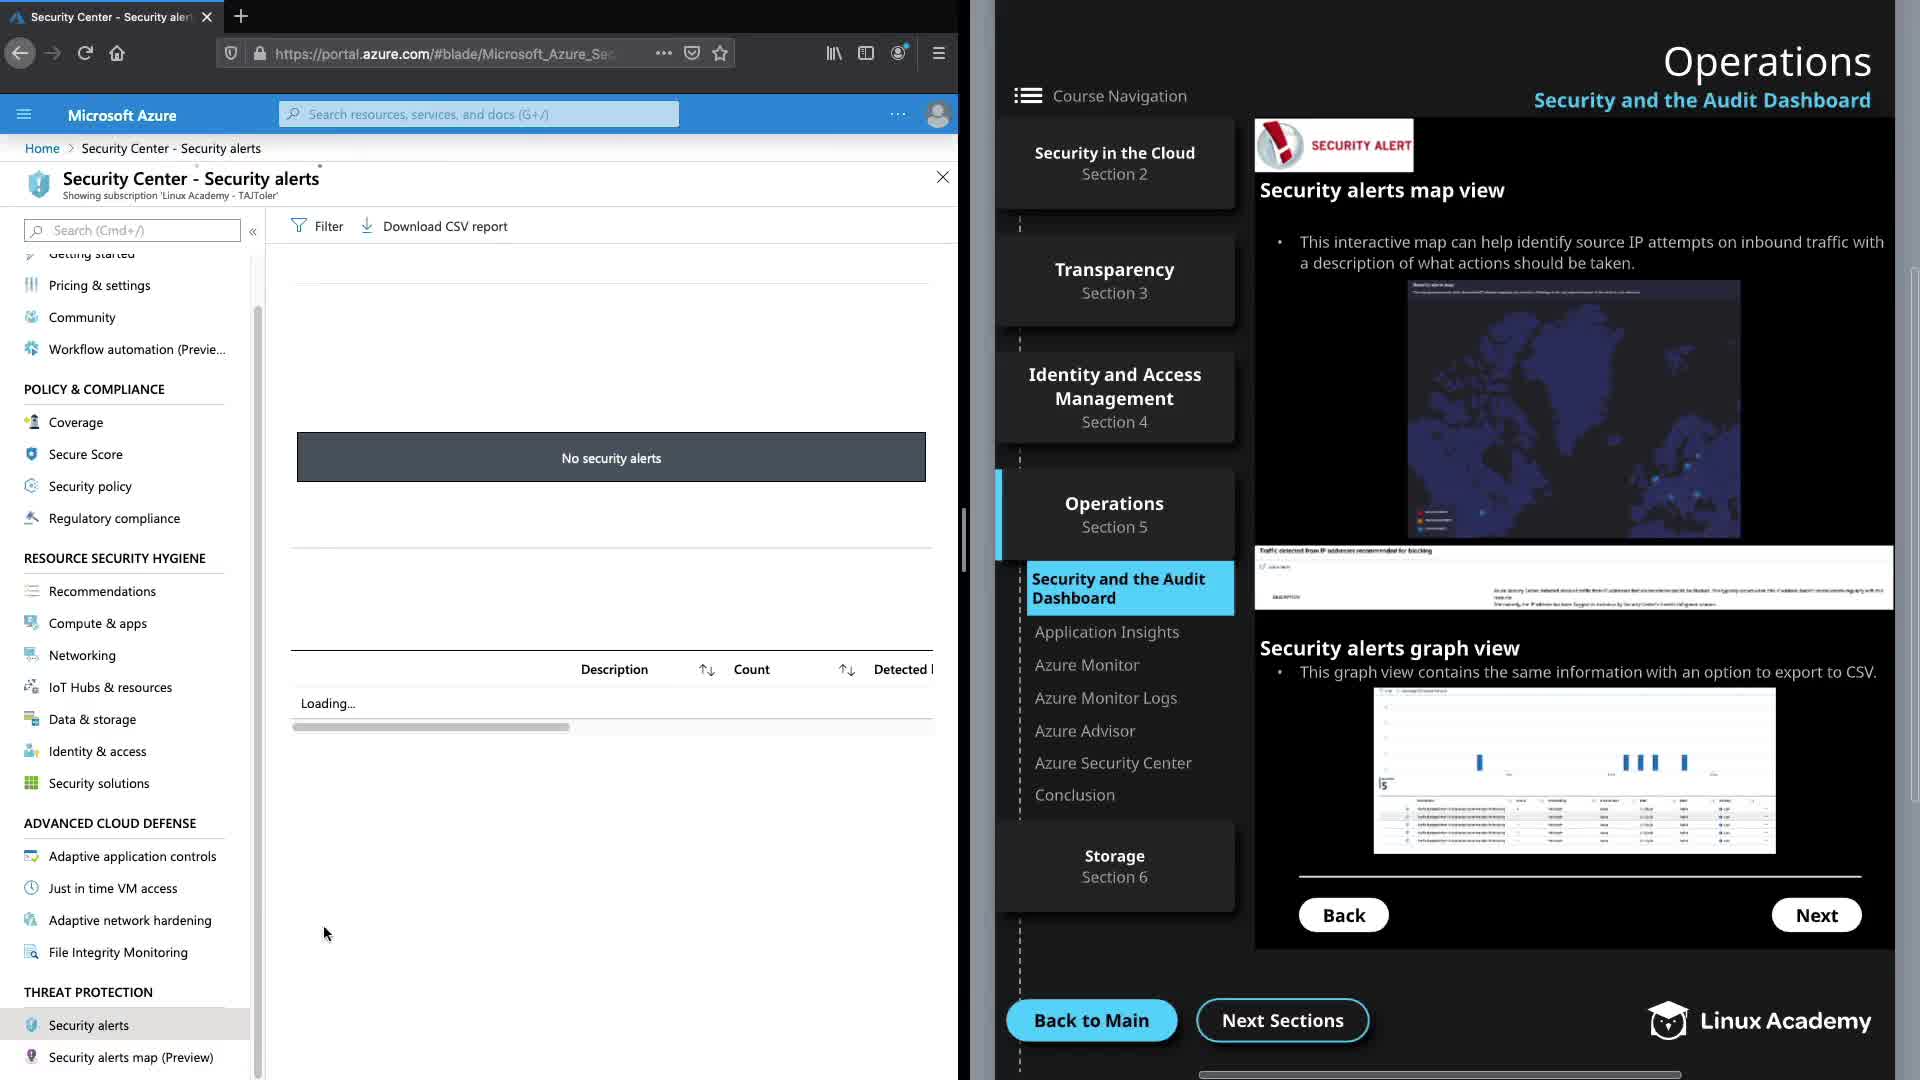 Security Center - Security aler
https://portal.azure.com/#blade/Microsoft_Azure_Sec
Microsoft Azure
Search resources, services, and docs (G+/)
Home > Security Center - Security alerts
Security Center - Security alerts
Showing subscription 'Linux Academy - TAJToler'
Search (Cmd+/)
«
Filter
Download CSV report
Getting started
Pricing & settings
Community
Workflow automation (Previe...
POLICY & COMPLIANCE
Coverage
Secure Score
Security policy
Regulatory compliance
RESOURCE SECURITY HYGIENE
Recommendations
Compute & apps
Networking
IoT Hubs & resources
Data & storage
Identity & access
Security solutions
ADVANCED CLOUD DEFENSE
Adaptive application controls
Just in time VM access
Adaptive network hardening
File Integrity Monitoring
THREAT PROTECTION
Security alerts
Security alerts map (Preview)
No security alerts
Description
Count
Detected
Loading...
Operations
Security and the Audit Dashboard
Course Navigation
Security in the Cloud
Section 2
Transparency
Section 3
Identity and Access
Management
Section 4
Operations
Section 5
Security and the Audit
Dashboard
Application Insights
Azure Monitor
Azure Monitor Logs
Azure Advisor
Azure Security Center
Conclusion
Storage
Section 6
SECURITY ALERT
Security alerts map view
• This interactive map can help identify source IP attempts on inbound traffic with
a description of what actions should be taken.
Traffic detected from IP addresses recommended for blocking
DESCRIPTION
Security alerts graph view
• This graph view contains the same information with an option to export to CSV.
5
Back
Next
Back to Main
Next Sections
Linux Academy